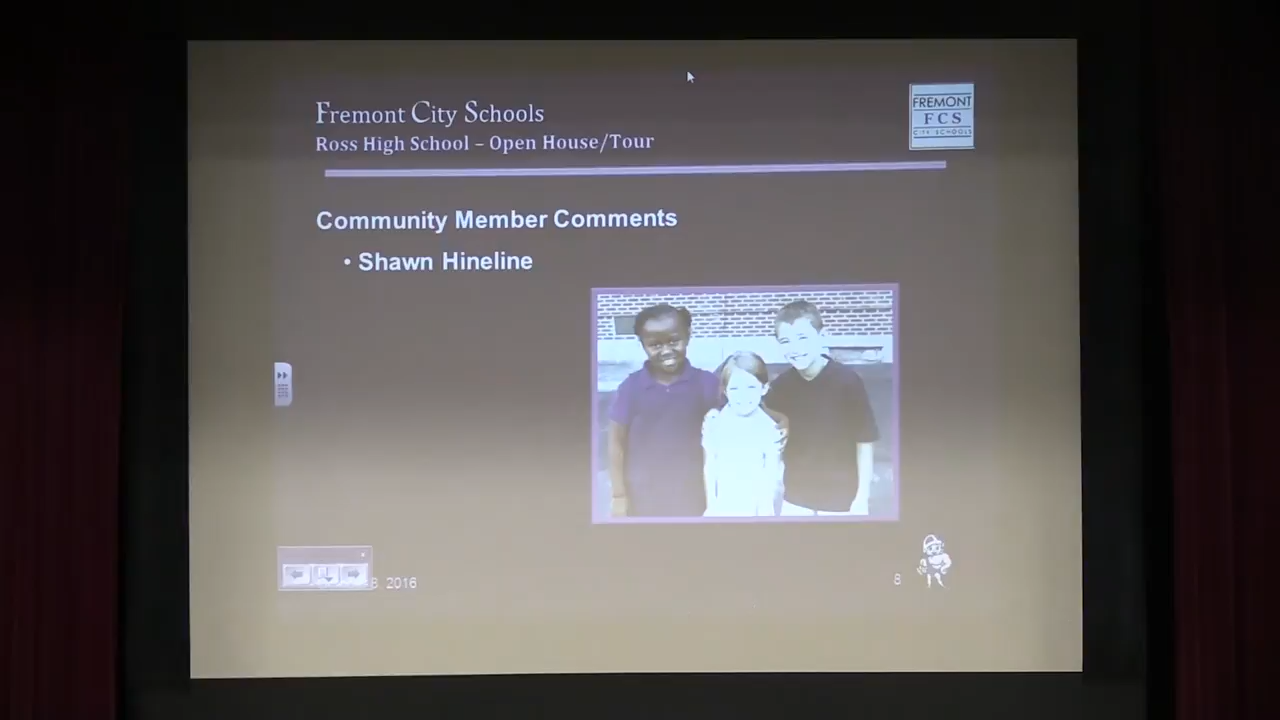 Fremont City Schools
Ross High School – Open House/Tour
FREMONT
FCS
CITY SCHOOLS
Community Member Comments
• Shawn Hineline
8, 2016
8